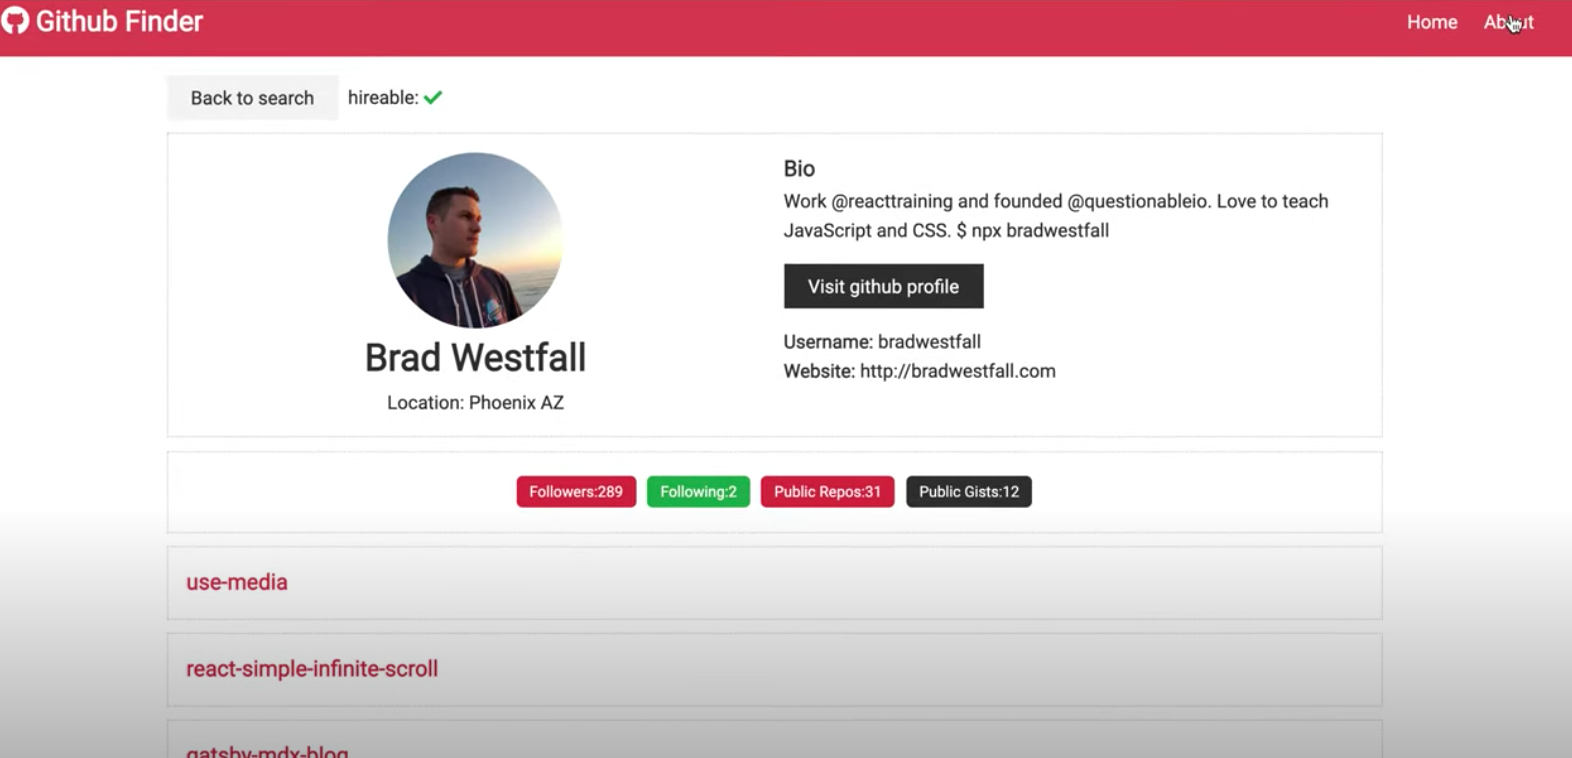 Github Finder
Home
About
Back to search
hireable:
Bio
Work @reacttraining and founded @questionableio. Love to teach
JavaScript and CSS. $ npx bradwestfall
Visit github profile
Username: bradwestfall
Website: http://bradwestfall.com
Brad Westfall
Location: Phoenix AZ
Followers:289
Following:2
Public Repos:31
Public Gists:12
use-media
react-simple-infinite-scroll
gatsby-mdx-blog